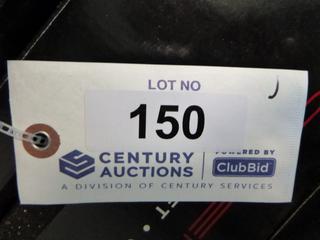 LOT NO
150
CENTURY AUCTIONS
POWERED BY
ClubBid
A DIVISION OF CENTURY SERVICES